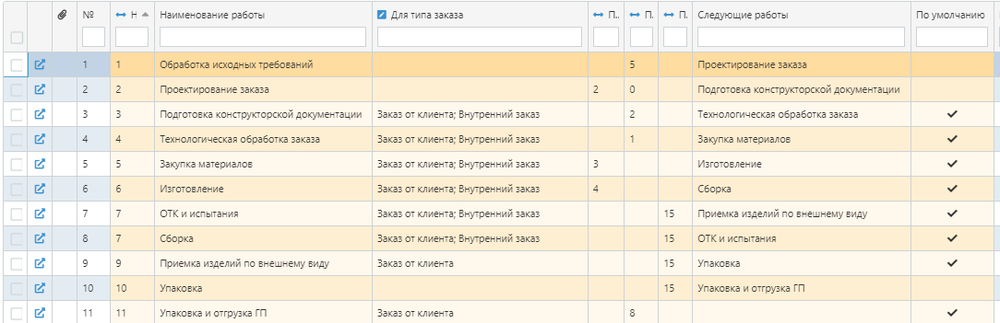 № Н Наименование работы Для типа заказа П.. П. П. Следующие работы По умолчанию
1 1 Обработка исходных требований 5 Проектирование заказа
2 2 Проектирование заказа 2 0 Подготовка конструкторской документации
3 3 Подготовка конструкторской документации Заказ от клиента; Внутренний заказ 2 Технологическая обработка заказа
4 4 Технологическая обработка заказа Заказ от клиента; Внутренний заказ 1 Закупка материалов
5 5 Закупка материалов Заказ от клиента; Внутренний заказ 3 Изготовление
6 6 Изготовление Заказ от клиента; Внутренний заказ 4 Сборка
7 7 ОТК и испытания Заказ от клиента; Внутренний заказ 15 Приемка изделий по внешнему виду
8 7 Сборка Заказ от клиента; Внутренний заказ 15 ОТК и испытания
9 9 Приемка изделий по внешнему виду Заказ от клиента 15 Упаковка
10 10 Упаковка 15 Упаковка и отгрузка ГП
11 11 Упаковка и отгрузка ГП Заказ от клиента 8